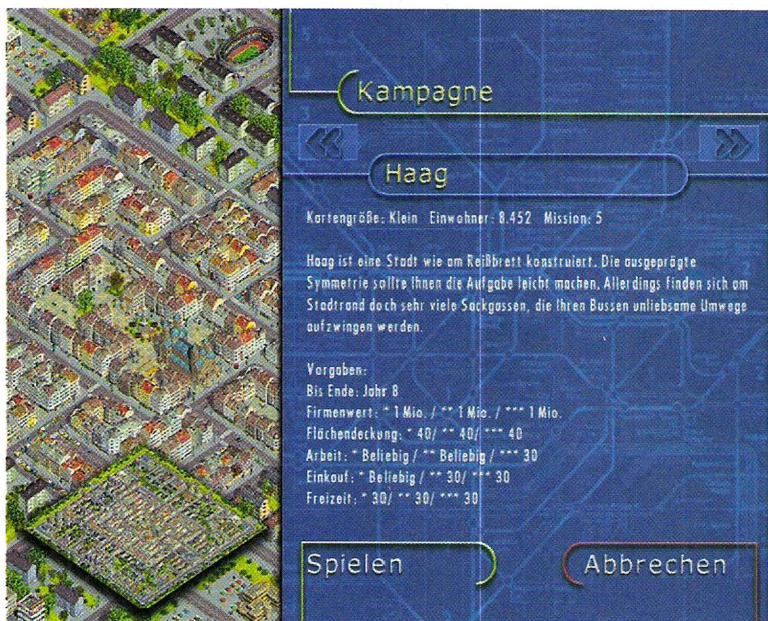 Kampagne
Haag
Kartengröße: Klein Einwohner: 8.452 Mission: 5
Haag ist eine Stadt wie am Reißbrett konstruiert. Die ausgeprägte
Symmetrie sollte Ihnen die Aufgabe leicht machen. Allerdings finden sich am
Stadtrand doch sehr viele Sackgassen, die Ihren Bussen unliebsame Umwege
aufzwingen werden.
Vorgaben:
Bis Ende: Jahr 8
Firmenwert: * 1 Mio. / ** 1 Mio. / *** 1 Mio.
Flächendeckung: * 40/ ** 40/ *** 40
Arbeit: * Beliebig / ** Beliebig / *** 30
Einkauf: * Beliebig / ** 30/ *** 30
Freizeit: * 30/ ** 30/ *** 30
Spielen
Abbrechen